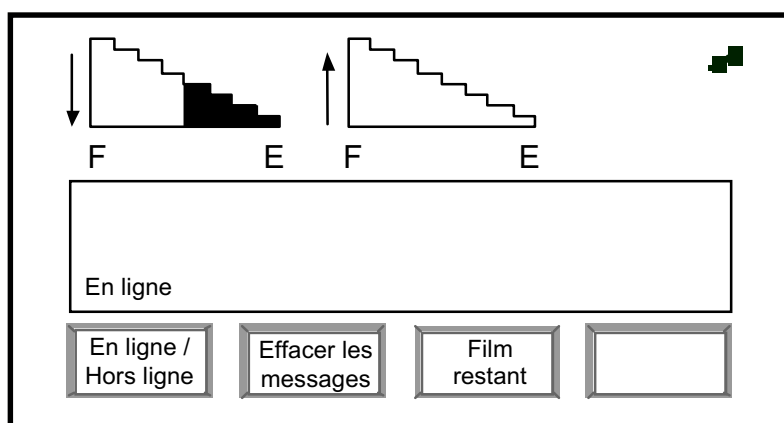 F E F E
En ligne
En ligne /
Hors ligne
Effacer les
messages
Film
restant